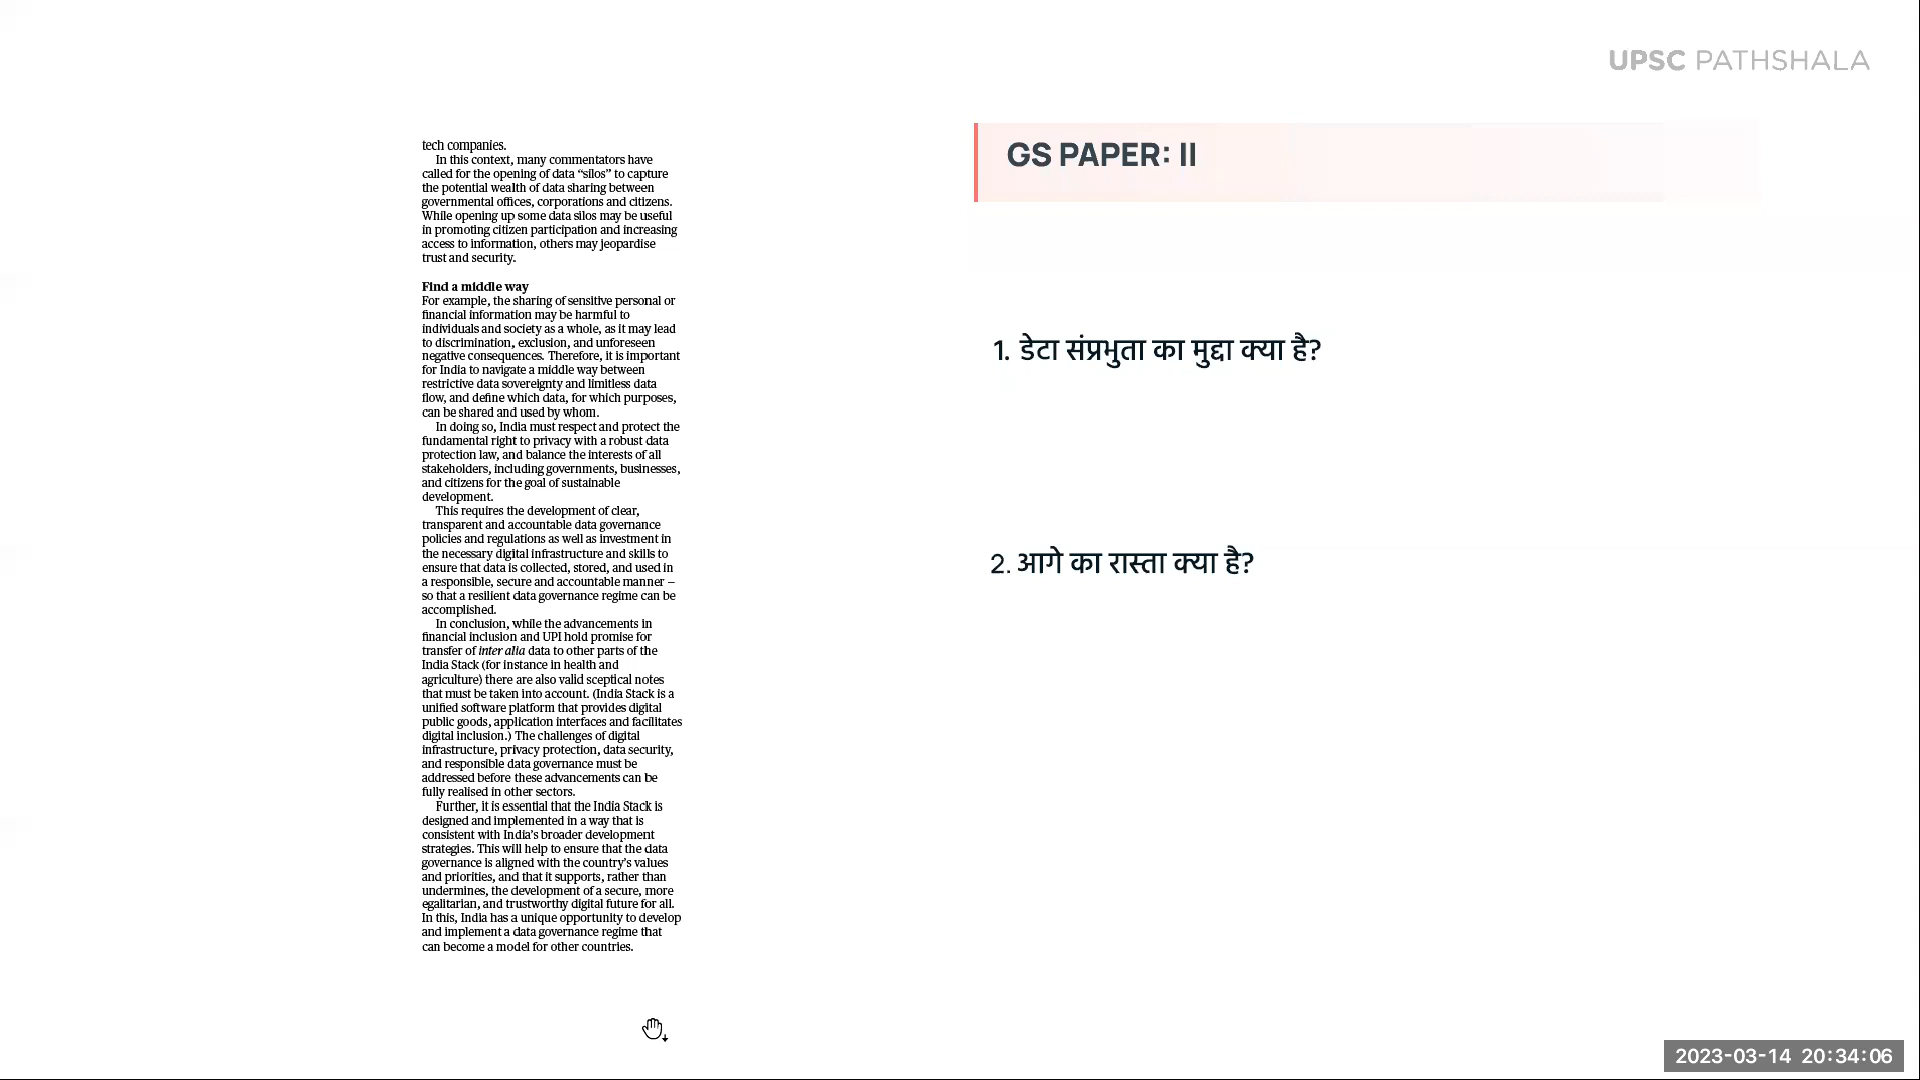 UPSC PATHSHALA
tech companies.
In this context, many commentators have
called for the opening of data “silos” to capture
the potential wealth of data sharing between
governmental offices, corporations and citizens.
While opening up some data silos may be useful
in promoting citizen participation and increasing
access to information, others may jeopardise
trust and security.
Find a middle way
For example, the sharing of sensitive personal or
financial information may be harmful to
individuals and society as a whole, as it may lead
to discrimination, exclusion, and unforeseen
negative consequences. Therefore, it is important
for India to navigate a middle way between
restrictive data sovereignty and limitless data
flow, and define which data, for which purposes,
can be shared and used by whom.
In doing so, India must respect and protect the
fundamental right to privacy with a robust data
protection law, and balance the interests of all
stakeholders, including governments, businesses,
and citizens for the goal of sustainable
development.
This requires the development of clear,
transparent and accountable data governance
policies and regulations as well as investment in
the necessary digital infrastructure and skills to
ensure that data is collected, stored, and used in
a responsible, secure and accountable manner –
so that a resilient data governance regime can be
accomplished.
In conclusion, while the advancements in
financial inclusion and UPI hold promise for
transfer of inter alia data to other parts of the
India Stack (for instance in health and
agriculture) there are also valid sceptical notes
that must be taken into account. (India Stack is a
unified software platform that provides digital
public goods, application interfaces and facilitates
digital inclusion.) The challenges of digital
infrastructure, privacy protection, data security,
and responsible data governance must be
addressed before these advancements can be
fully realised in other sectors.
Further, it is essential that the India Stack is
designed and implemented in a way that is
consistent with India’s broader development
strategies. This will help to ensure that the data
governance is aligned with the country’s values
and priorities, and that it supports, rather than
undermines, the development of a secure, more
egalitarian, and trustworthy digital future for all.
In this, India has a unique opportunity to develop
and implement a data governance regime that
can become a model for other countries.
GS PAPER: II
1. डेटा संप्रभुता का मुद्दा क्या है?
2. आगे का रास्ता क्या है?
2023-03-14 20:34:06